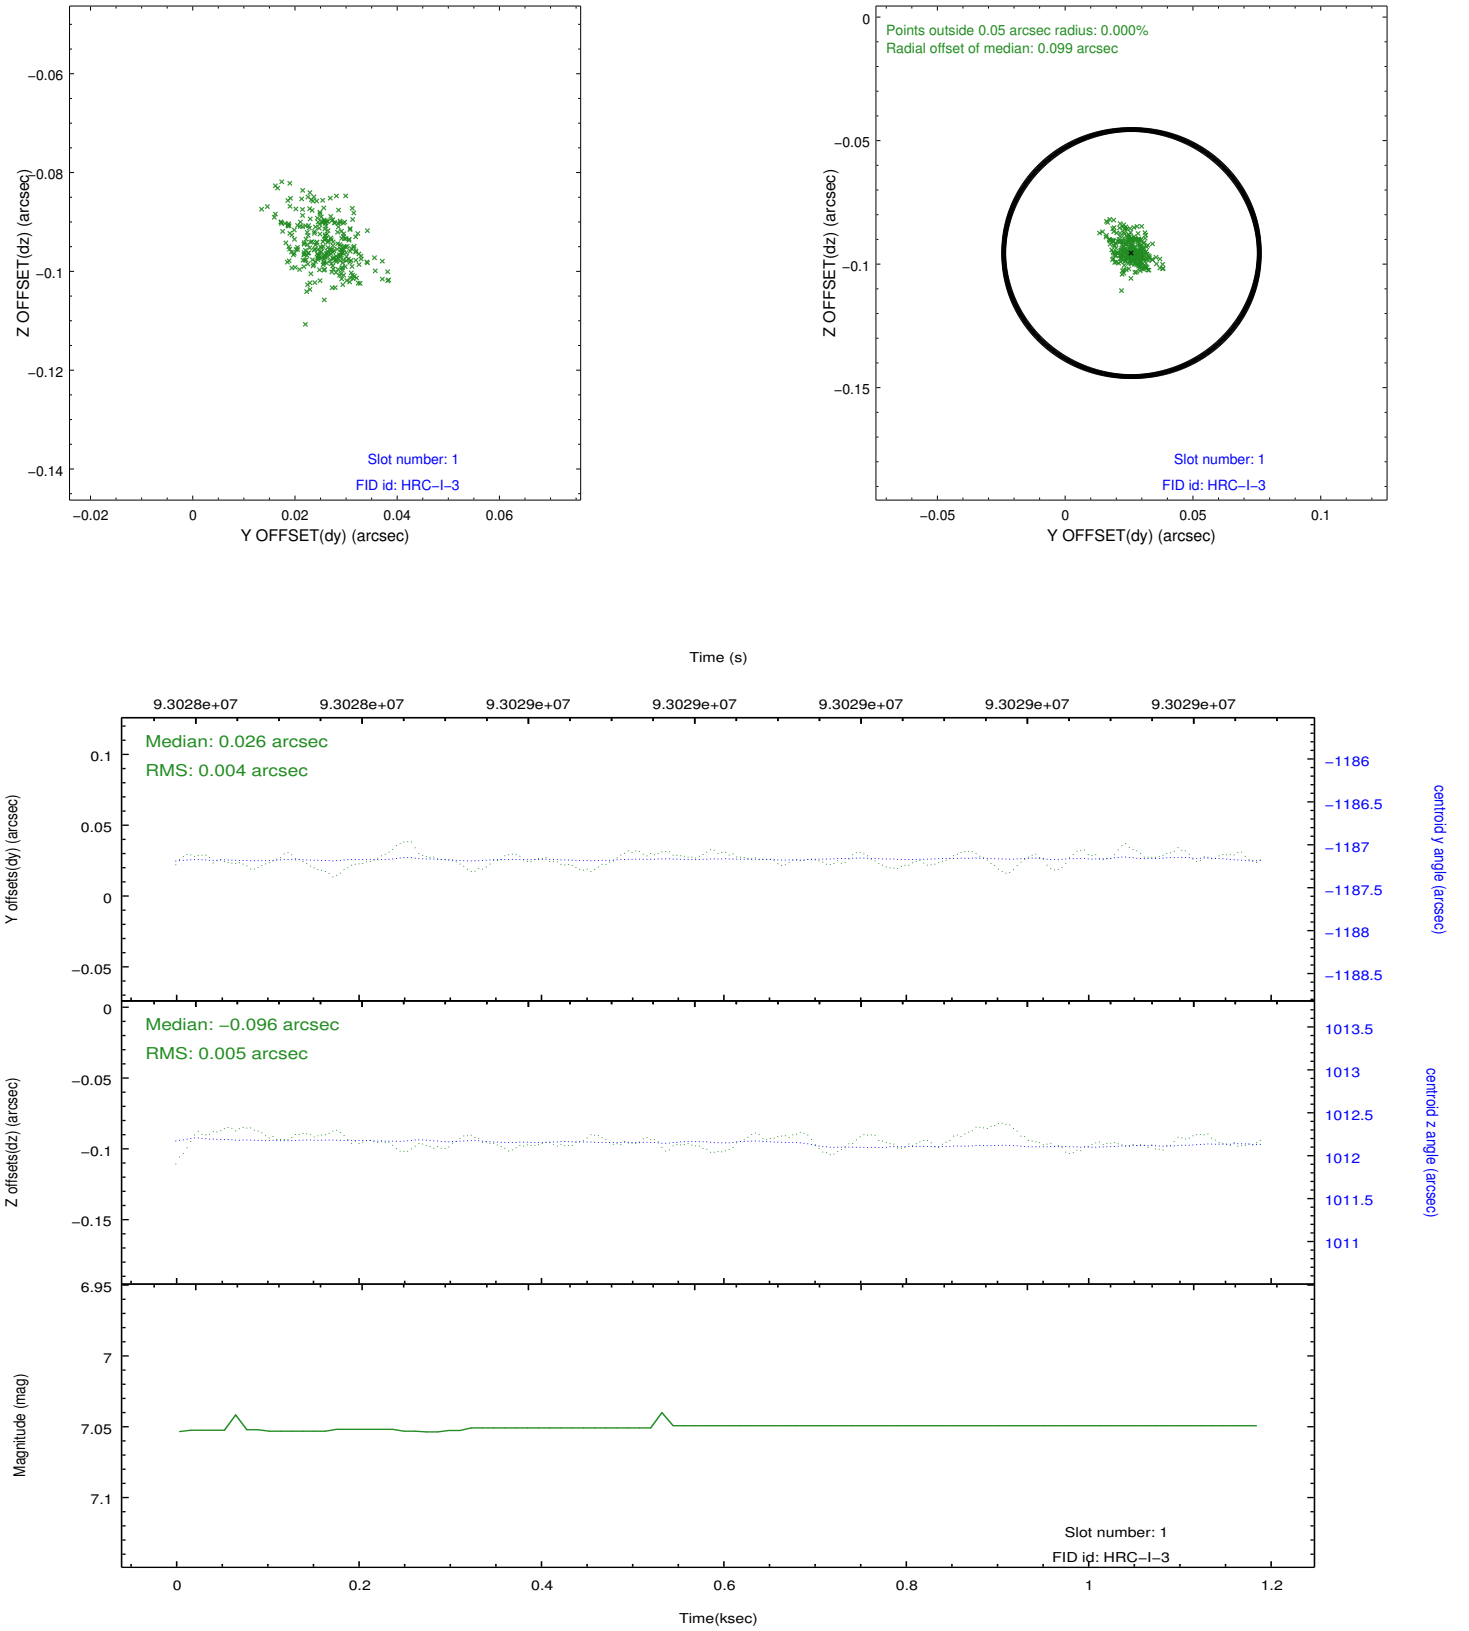 −0.06
−0.08
−0.1
−0.12
−0.14
Z OFFSET(dz) (arcsec)
Slot number: 1
FID id: HRC−I−3
−0.02 0 0.02 0.04 0.06
Y OFFSET(dy) (arcsec)
Points outside 0.05 arcsec radius: 0.000%
Radial offset of median: 0.099 arcsec
0
−0.05
−0.1
−0.15
Z OFFSET(dz) (arcsec)
Slot number: 1
FID id: HRC−I−3
−0.05 0 0.05 0.1
Y OFFSET(dy) (arcsec)
Time (s)
9.3028e+07 9.3028e+07 9.3029e+07 9.3029e+07 9.3029e+07 9.3029e+07 9.3029e+07
Median: 0.026 arcsec
RMS: 0.004 arcsec
0.1
0.05
0
−0.05
Y offsets(dy) (arcsec)
−1186
−1186.5
−1187
−1187.5
−1188
−1188.5
centroid y angle (arcsec)
Median: −0.096 arcsec
RMS: 0.005 arcsec
0
−0.05
−0.1
−0.15
Z offsets(dz) (arcsec)
1013.5
1013
1012.5
1012
1011.5
1011
centroid z angle (arcsec)
6.95
7
7.05
7.1
Magnitude (mag)
Slot number: 1
FID id: HRC−I−3
0 0.2 0.4 0.6 0.8 1 1.2
Time(ksec)